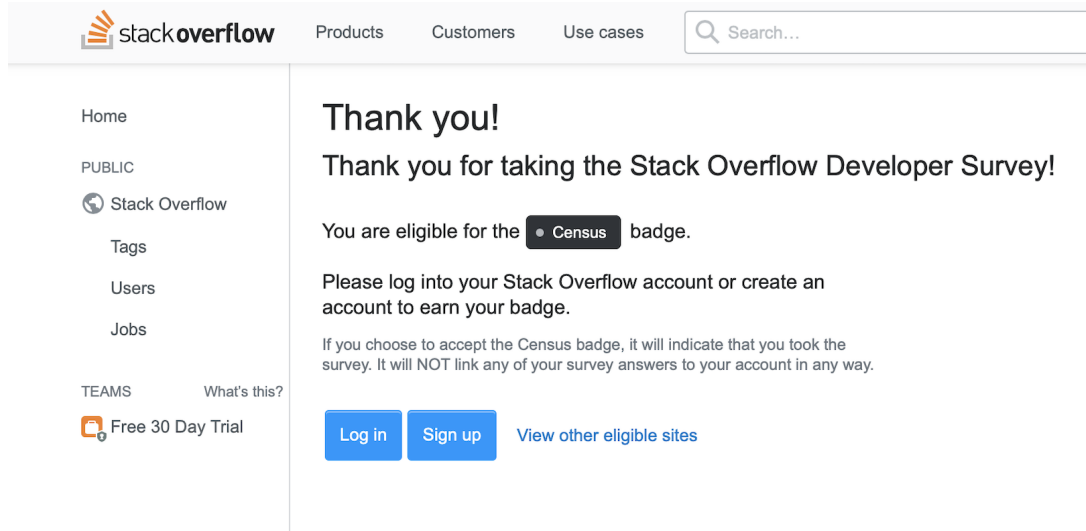 stackoverflow Products Customers Use cases Search...
Home
PUBLIC
Stack Overflow
Tags
Users
Jobs
TEAMS What's this?
Free 30 Day Trial
Thank you!
Thank you for taking the Stack Overflow Developer Survey!
You are eligible for the Census badge.
Please log into your Stack Overflow account or create an
account to earn your badge.
If you choose to accept the Census badge, it will indicate that you took the
survey. It will NOT link any of your survey answers to your account in any way.
Log in Sign up View other eligible sites